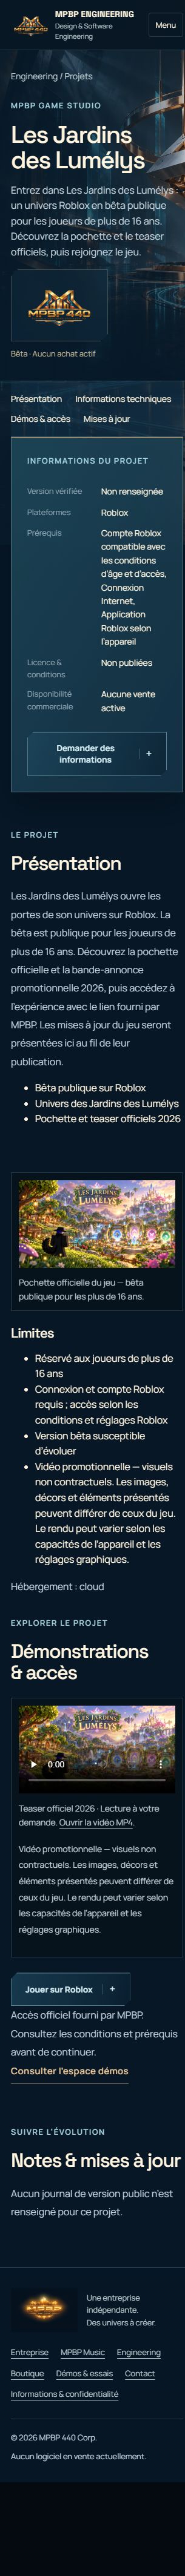 MPBP ENGINEERING
Design & Software
Engineering
Menu
Engineering / Projets
MPBP GAME STUDIO
Les Jardins
des Lumélys
Entrez dans Les Jardins des Lumélys :
un univers Roblox en bêta publique
pour les joueurs de plus de 16 ans.
Découvrez la pochette et le teaser
officiels, puis rejoignez le jeu.
MPBP440
Bêta · Aucun achat actif
Présentation
Informations techniques
Démos & accès
Mises à jour
INFORMATIONS DU PROJET
Version vérifiée
Non renseignée
Plateformes
Roblox
Prérequis
Compte Roblox
compatible avec
les conditions
d'âge et d'accès,
Connexion
Internet,
Application
Roblox selon
l'appareil
Licence &
conditions
Non publiées
Disponibilité
commerciale
Aucune vente
active
Demander des
informations
+
LE PROJET
Présentation
Les Jardins des Lumélys ouvre les
portes de son univers sur Roblox. La
bêta est publique pour les joueurs de
plus de 16 ans. Découvrez la pochette
officielle et la bande-annonce
promotionnelle 2026, puis accédez à
l'expérience avec le lien fourni par
MPBP. Les mises à jour du jeu seront
présentées ici au fil de leur
publication.
Bêta publique sur Roblox
Univers des Jardins des Lumélys
Pochette et teaser officiels 2026
LES JARDINS
LUMÉLYS
Pochette officielle du jeu — bêta
publique pour les plus de 16 ans.
Limites
Réservé aux joueurs de plus de
16 ans
Connexion et compte Roblox
requis ; accès selon les
conditions et réglages Roblox
Version bêta susceptible
d'évoluer
Vidéo promotionnelle — visuels
non contractuels. Les images,
décors et éléments présentés
peuvent différer de ceux du jeu.
Le rendu peut varier selon les
capacités de l'appareil et les
réglages graphiques.
Hébergement : cloud
EXPLORER LE PROJET
Démonstrations
& accès
LES JARDINS
LUMÉLYS
0:00
Teaser officiel 2026 · Lecture à votre
demande. Ouvrir la vidéo MP4.
Vidéo promotionnelle — visuels non
contractuels. Les images, décors et
éléments présentés peuvent différer de
ceux du jeu. Le rendu peut varier selon
les capacités de l'appareil et les
réglages graphiques.
Jouer sur Roblox
+
Accès officiel fourni par MPBP.
Consultez les conditions et prérequis
avant de continuer.
Consulter l'espace démos
SUIVRE L'ÉVOLUTION
Notes & mises à jour
Aucun journal de version public n'est
renseigné pour ce projet.
Une entreprise
indépendante.
Des univers à créer.
Entreprise
MPBP Music
Engineering
Boutique
Démos & essais
Contact
Informations & confidentialité
© 2026 MPBP 440 Corp.
Aucun logiciel en vente actuellement.